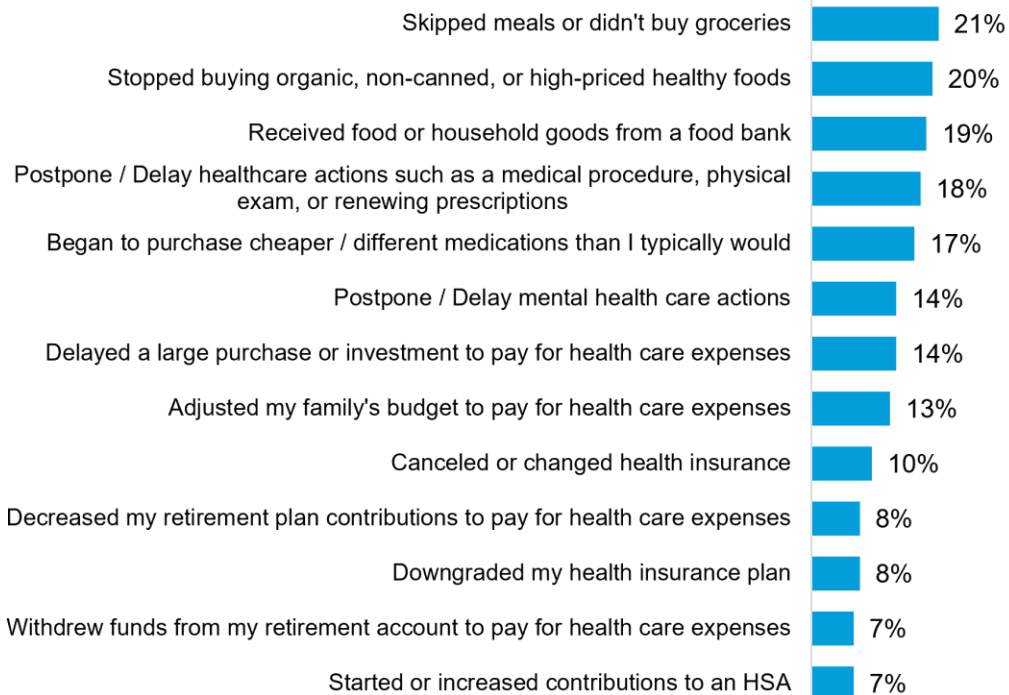 Skipped meals or didn't buy groceries 21%
Stopped buying organic, non-canned, or high-priced healthy foods 20%
Received food or household goods from a food bank 19%
Postpone / Delay healthcare actions such as a medical procedure, physical
exam, or renewing prescriptions 18%
Began to purchase cheaper / different medications than I typically would 17%
Postpone / Delay mental health care actions 14%
Delayed a large purchase or investment to pay for health care expenses 14%
Adjusted my family's budget to pay for health care expenses 13%
Canceled or changed health insurance 10%
Decreased my retirement plan contributions to pay for health care expenses 8%
Downgraded my health insurance plan 8%
Withdrew funds from my retirement account to pay for health care expenses 7%
Started or increased contributions to an HSA 7%